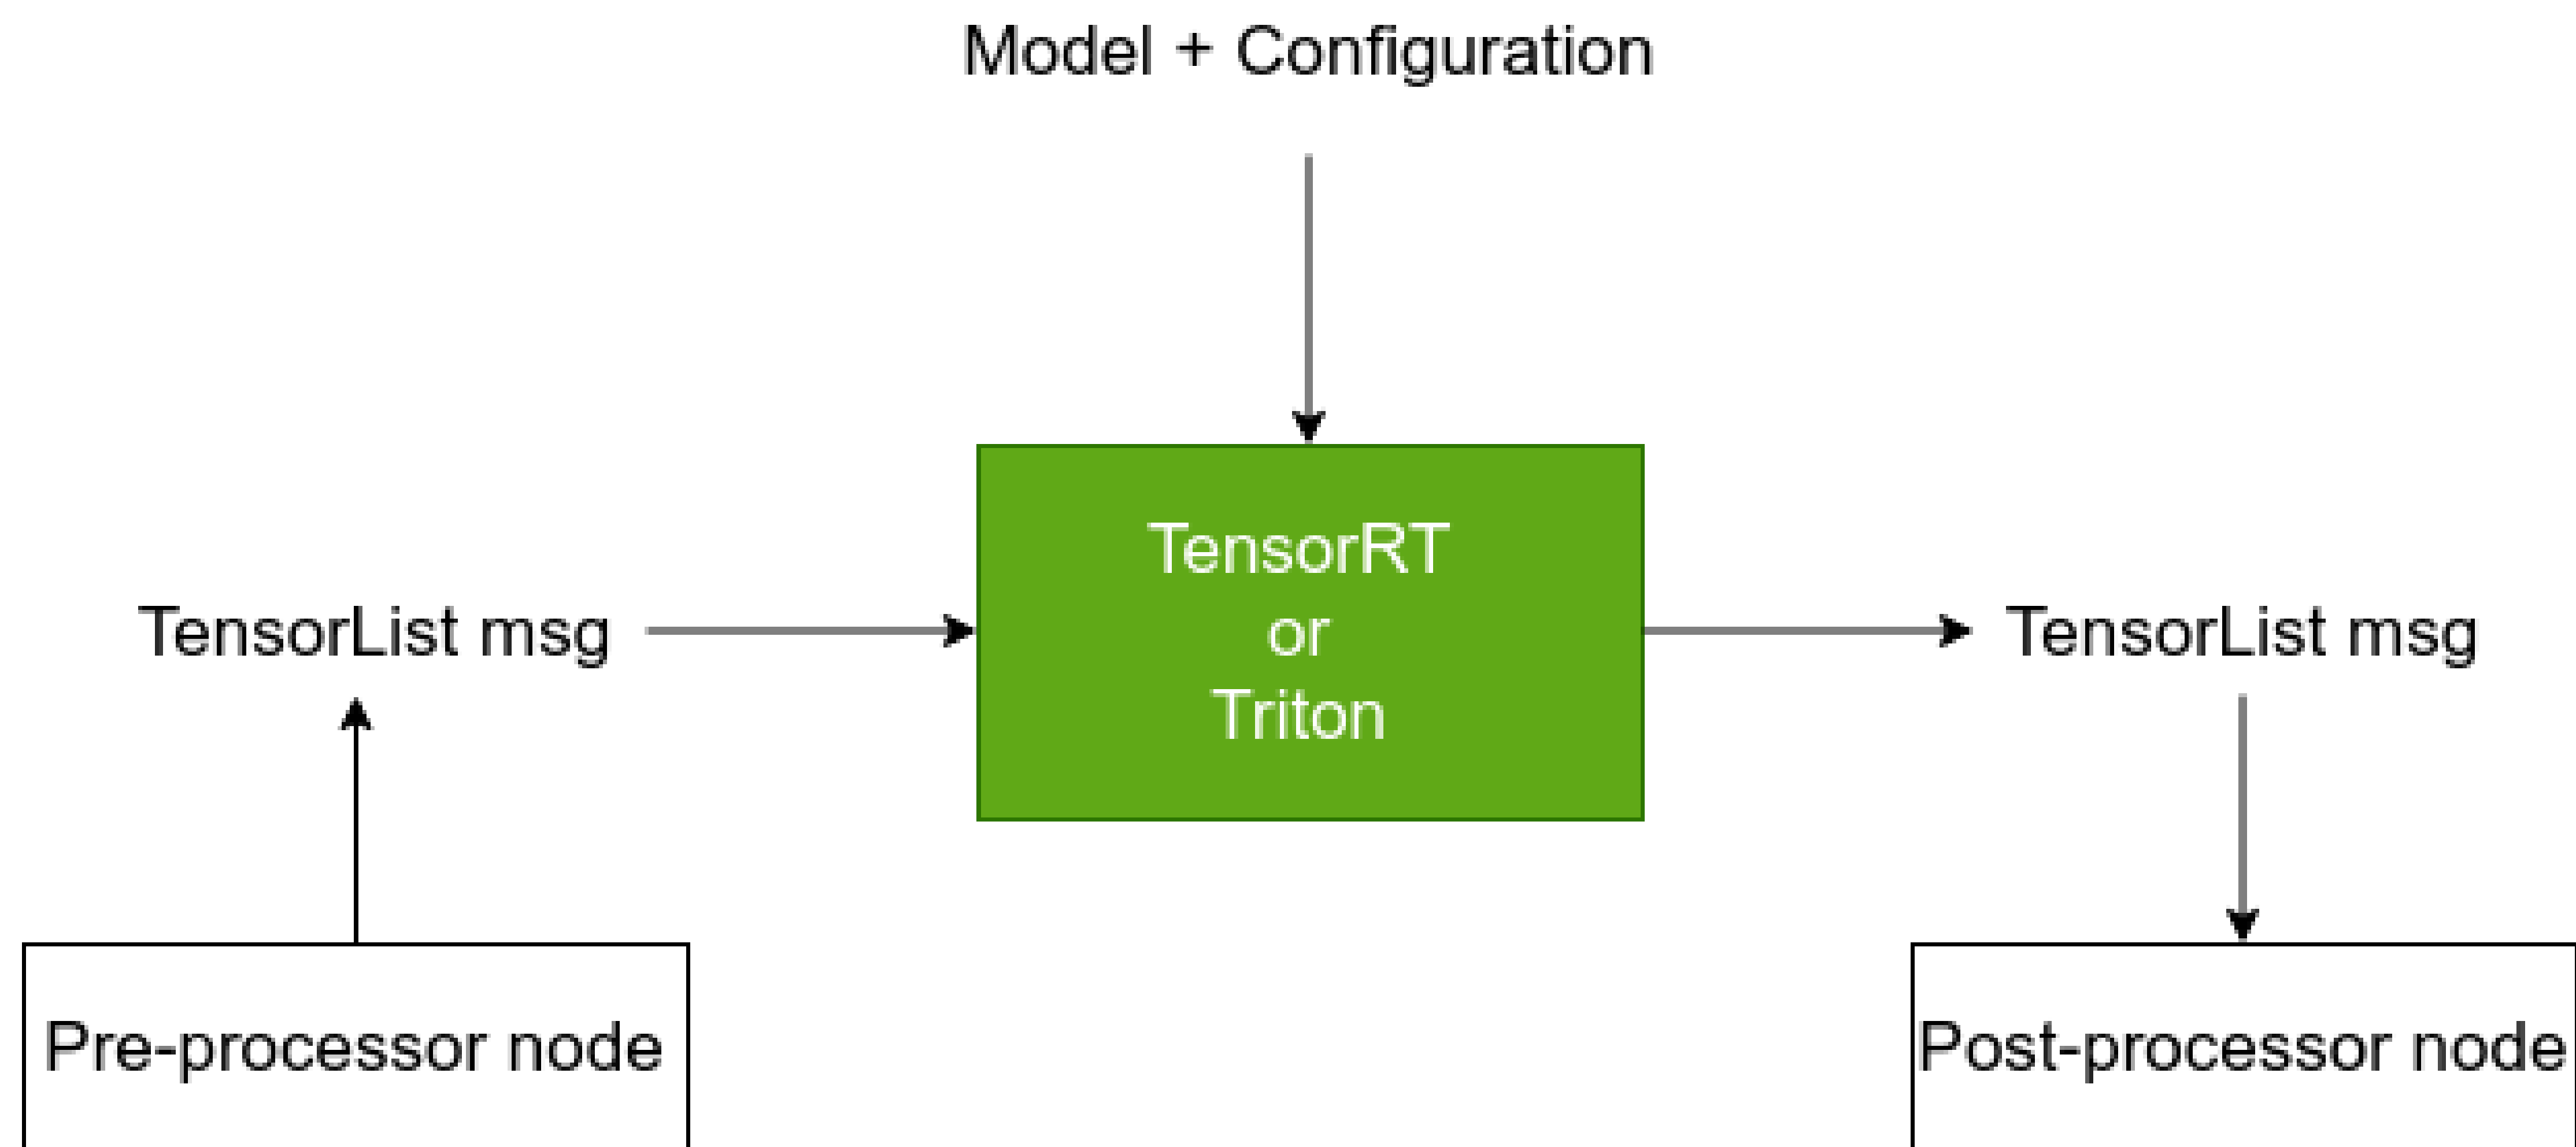 Model + Configuration
TensorRT
or
Triton
TensorList msg
TensorList msg
Pre-processor node
Post-processor node